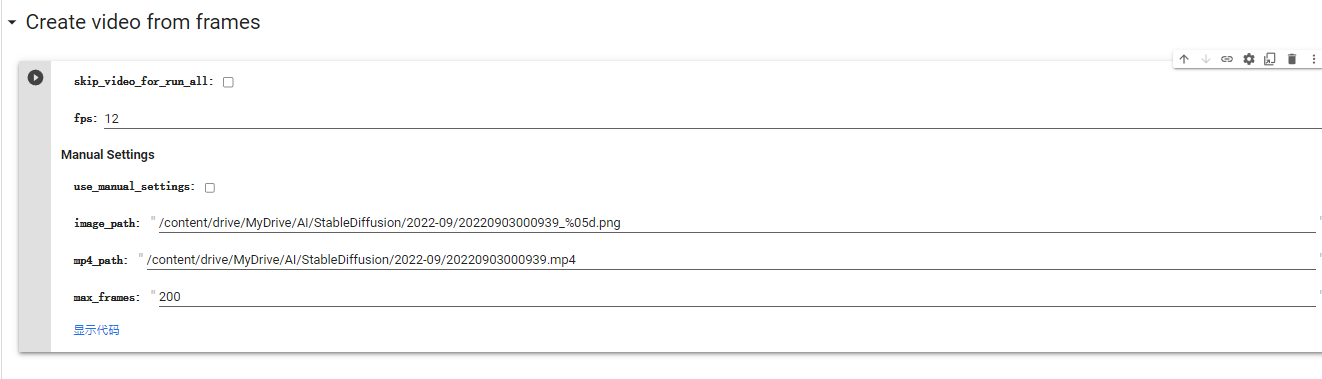 Create video from frames
skip_video_for_run_all:
fps: 12
Manual Settings
use_manual_settings:
image_path: "/content/drive/MyDrive/AI/StableDiffusion/2022-09/20220903000939_%05d.png"
mp4_path: "/content/drive/MyDrive/AI/StableDiffusion/2022-09/20220903000939.mp4"
max_frames: "200"
显示代码